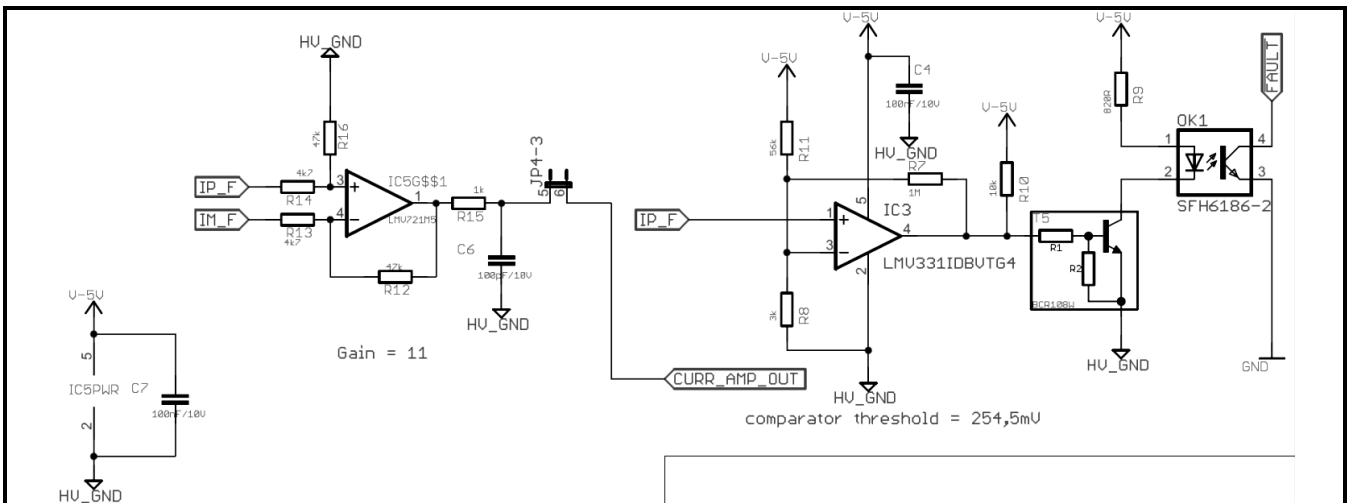 HV_GND
47k
R16
IP_F
4k7
R14
3
IC5G$$1
1
LMV721M5
IM_F
4
R13
4k7
47k
R12
1k
R15
C6
100pF/10V
HV_GND
JP4-3
5
6
Gain = 11
CURR_AMP_OUT
V-5V
5
IC5PWR
2
C7
100nF/10V
HV_GND
V-5V
V-5V
C4
100nF/10V
HV_GND
56k
R11
R7
1M
V-5V
10k
R10
IP_F
1
3
5
IC3
4
2
LMV331IDBVTG4
3k
R8
HV_GND
comparator threshold = 254,5mV
T5
R1
R2
BCR108W
HV_GND
V-5V
820R
R9
OK1
1
2
4
3
SFH6186-2
FAULT
GND